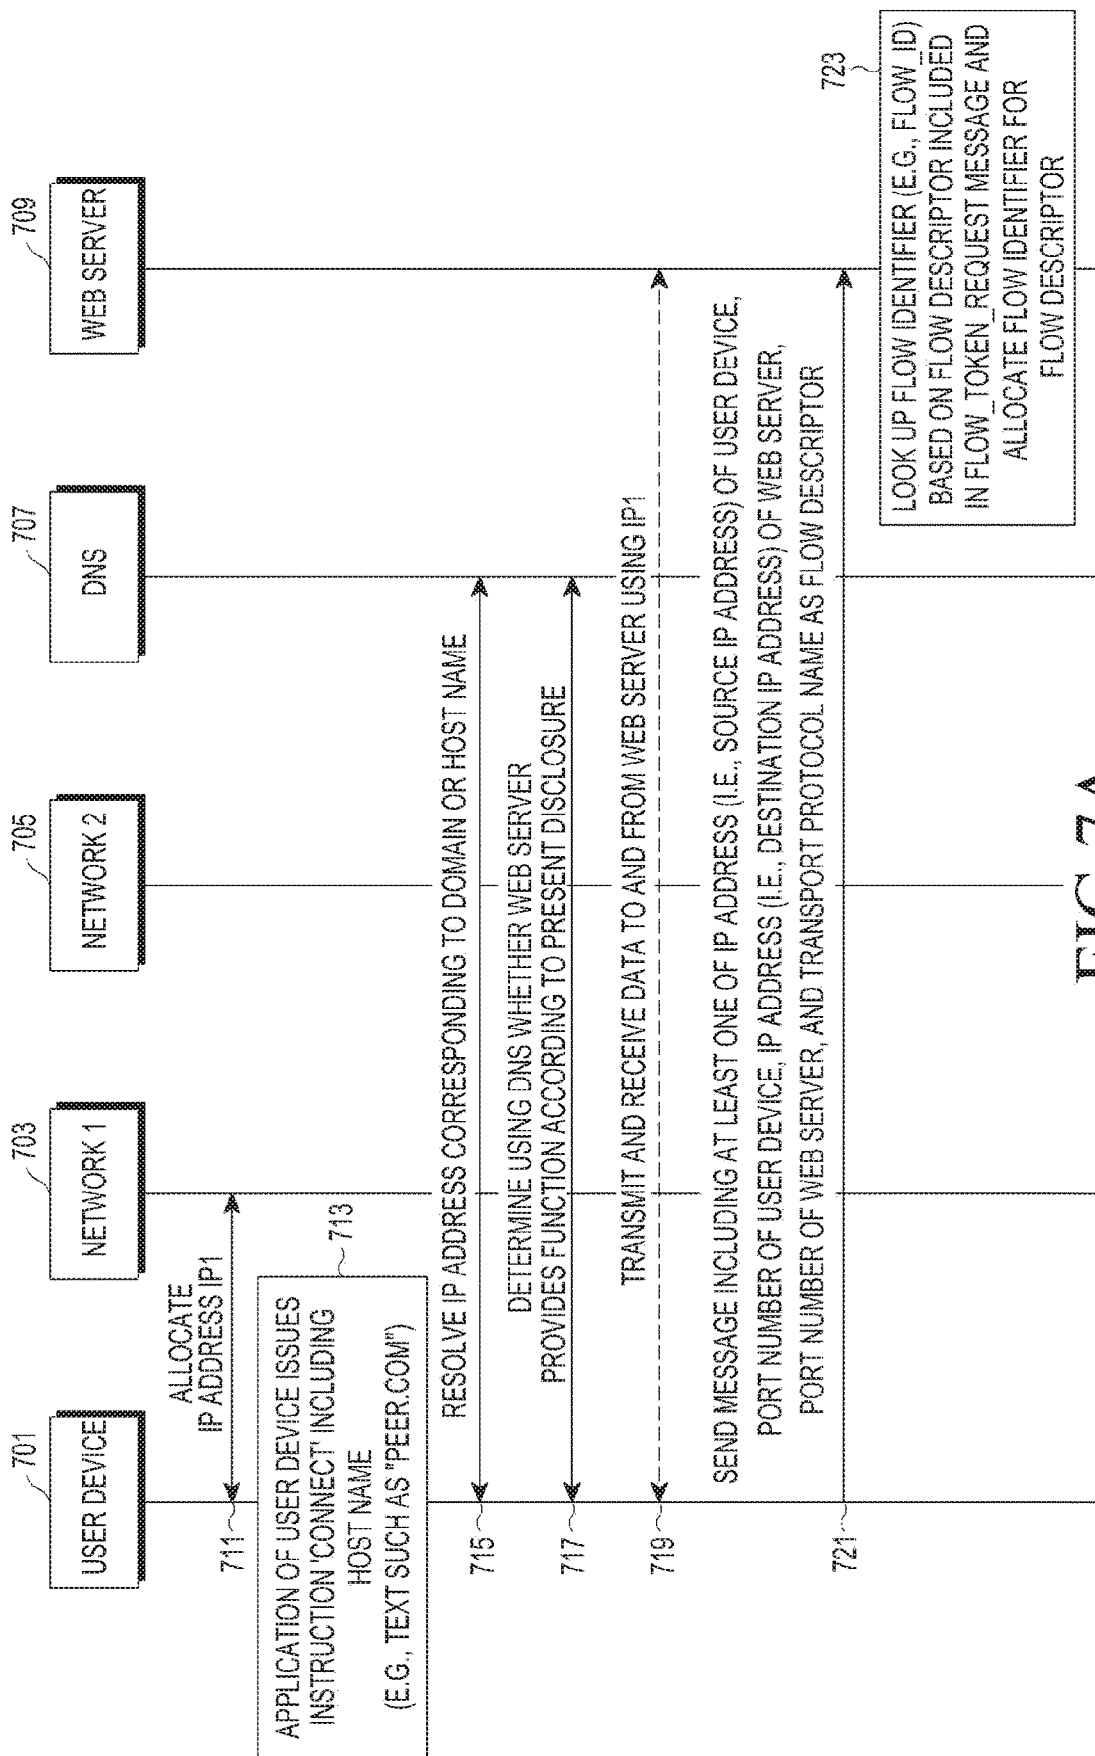 701
USER DEVICE
703
NETWORK 1
705
NETWORK 2
707
DNS
709
WEB SERVER
ALLOCATE
IP ADDRESS IP1
711
APPLICATION OF USER DEVICE ISSUES
INSTRUCTION 'CONNECT' INCLUDING
HOST NAME
(E.G., TEXT SUCH AS "PEER.COM")
713
RESOLVE IP ADDRESS CORRESPONDING TO DOMAIN OR HOST NAME
715
DETERMINE USING DNS WHETHER WEB SERVER
PROVIDES FUNCTION ACCORDING TO PRESENT DISCLOSURE
717
TRANSMIT AND RECEIVE DATA TO AND FROM WEB SERVER USING IP1
719
SEND MESSAGE INCLUDING AT LEAST ONE OF IP ADDRESS (I.E., SOURCE IP ADDRESS) OF USER DEVICE,
PORT NUMBER OF USER DEVICE, IP ADDRESS (I.E., DESTINATION IP ADDRESS) OF WEB SERVER,
PORT NUMBER OF WEB SERVER, AND TRANSPORT PROTOCOL NAME AS FLOW DESCRIPTOR
721
723
LOOK UP FLOW IDENTIFIER (E.G., FLOW_ID)
BASED ON FLOW DESCRIPTOR INCLUDED
IN FLOW_TOKEN_REQUEST MESSAGE AND
ALLOCATE FLOW IDENTIFIER FOR
FLOW DESCRIPTOR
FIG.7A